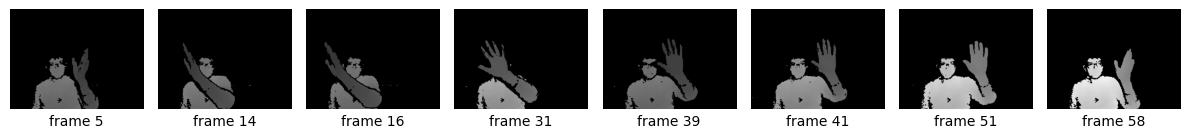 frame 5
frame 14
frame 16
frame 31
frame 39
frame 41
frame 51
frame 58